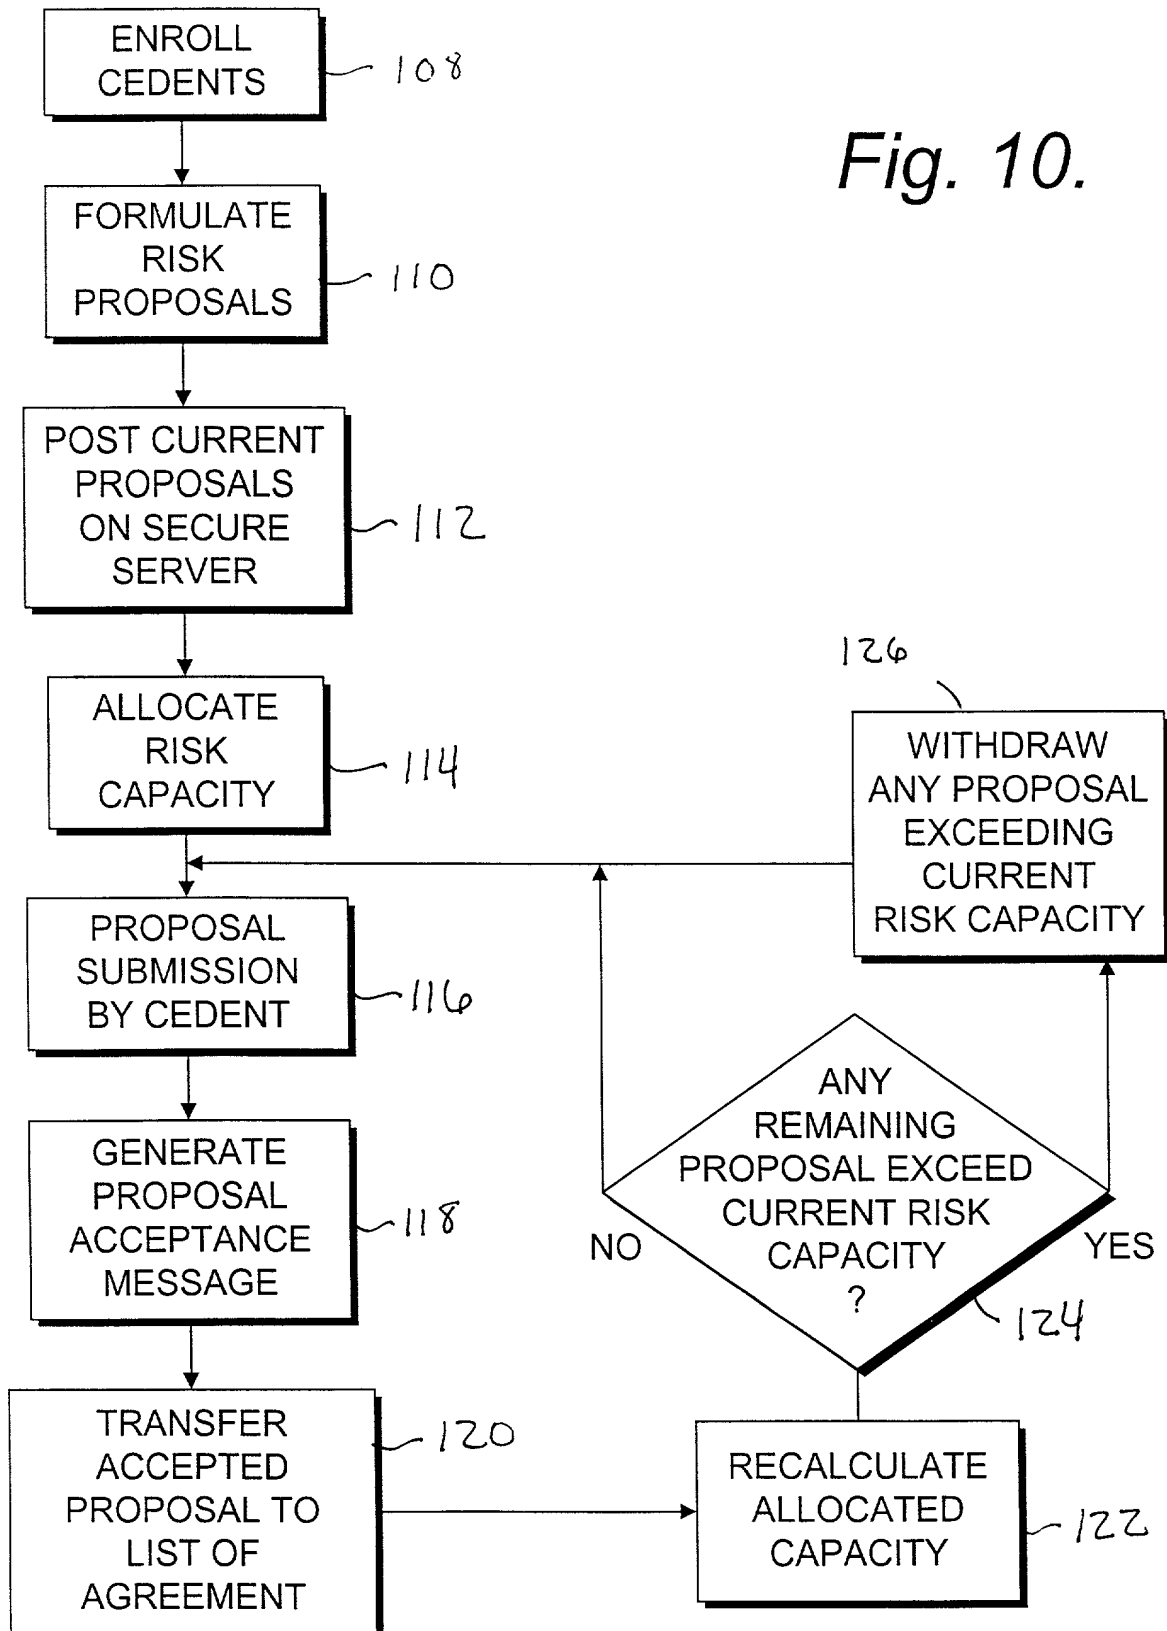 ENROLL
CEDENTS
108
Fig. 10.
FORMULATE
RISK
PROPOSALS
110
POST CURRENT
PROPOSALS
ON SECURE
SERVER
112
ALLOCATE
RISK
CAPACITY
114
126
WITHDRAW
ANY PROPOSAL
EXCEEDING
CURRENT
RISK CAPACITY
PROPOSAL
SUBMISSION
BY CEDENT
116
GENERATE
PROPOSAL
ACCEPTANCE
MESSAGE
118
ANY
REMAINING
PROPOSAL EXCEED
CURRENT RISK
CAPACITY
?
NO
YES
124
TRANSFER
ACCEPTED
PROPOSAL TO
LIST OF
AGREEMENT
120
RECALCULATE
ALLOCATED
CAPACITY
122